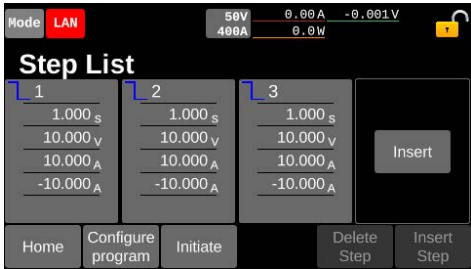 Mode LAN 50V 0.00A -0.001V
400A 0.0W
Step List
1 2 3
1.000 S 1.000 S 1.000 S
10.000 V 10.000 V 10.000 V
10.000 A 10.000 A 10.000 A
-10.000 A -10.000 A -10.000 A
Insert
Home Configure program Initiate Delete Step Insert Step